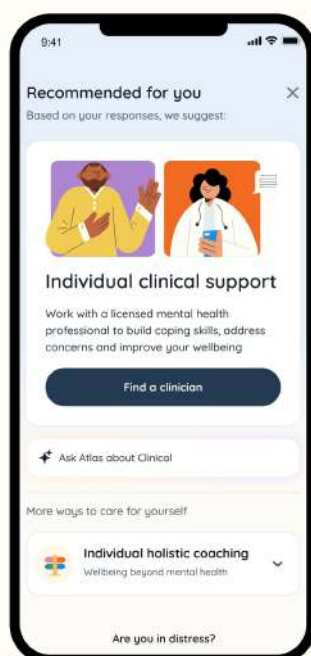 9:41
Recommended for you
Based on your responses, we suggest:
Individual clinical support
Work with a licensed mental health
professional to build coping skills, address
concerns and improve your wellbeing
Find a clinician
Ask Atlas about Clinical
More ways to care for yourself
Individual holistic coaching
Wellbeing beyond mental health
Are you in distress?